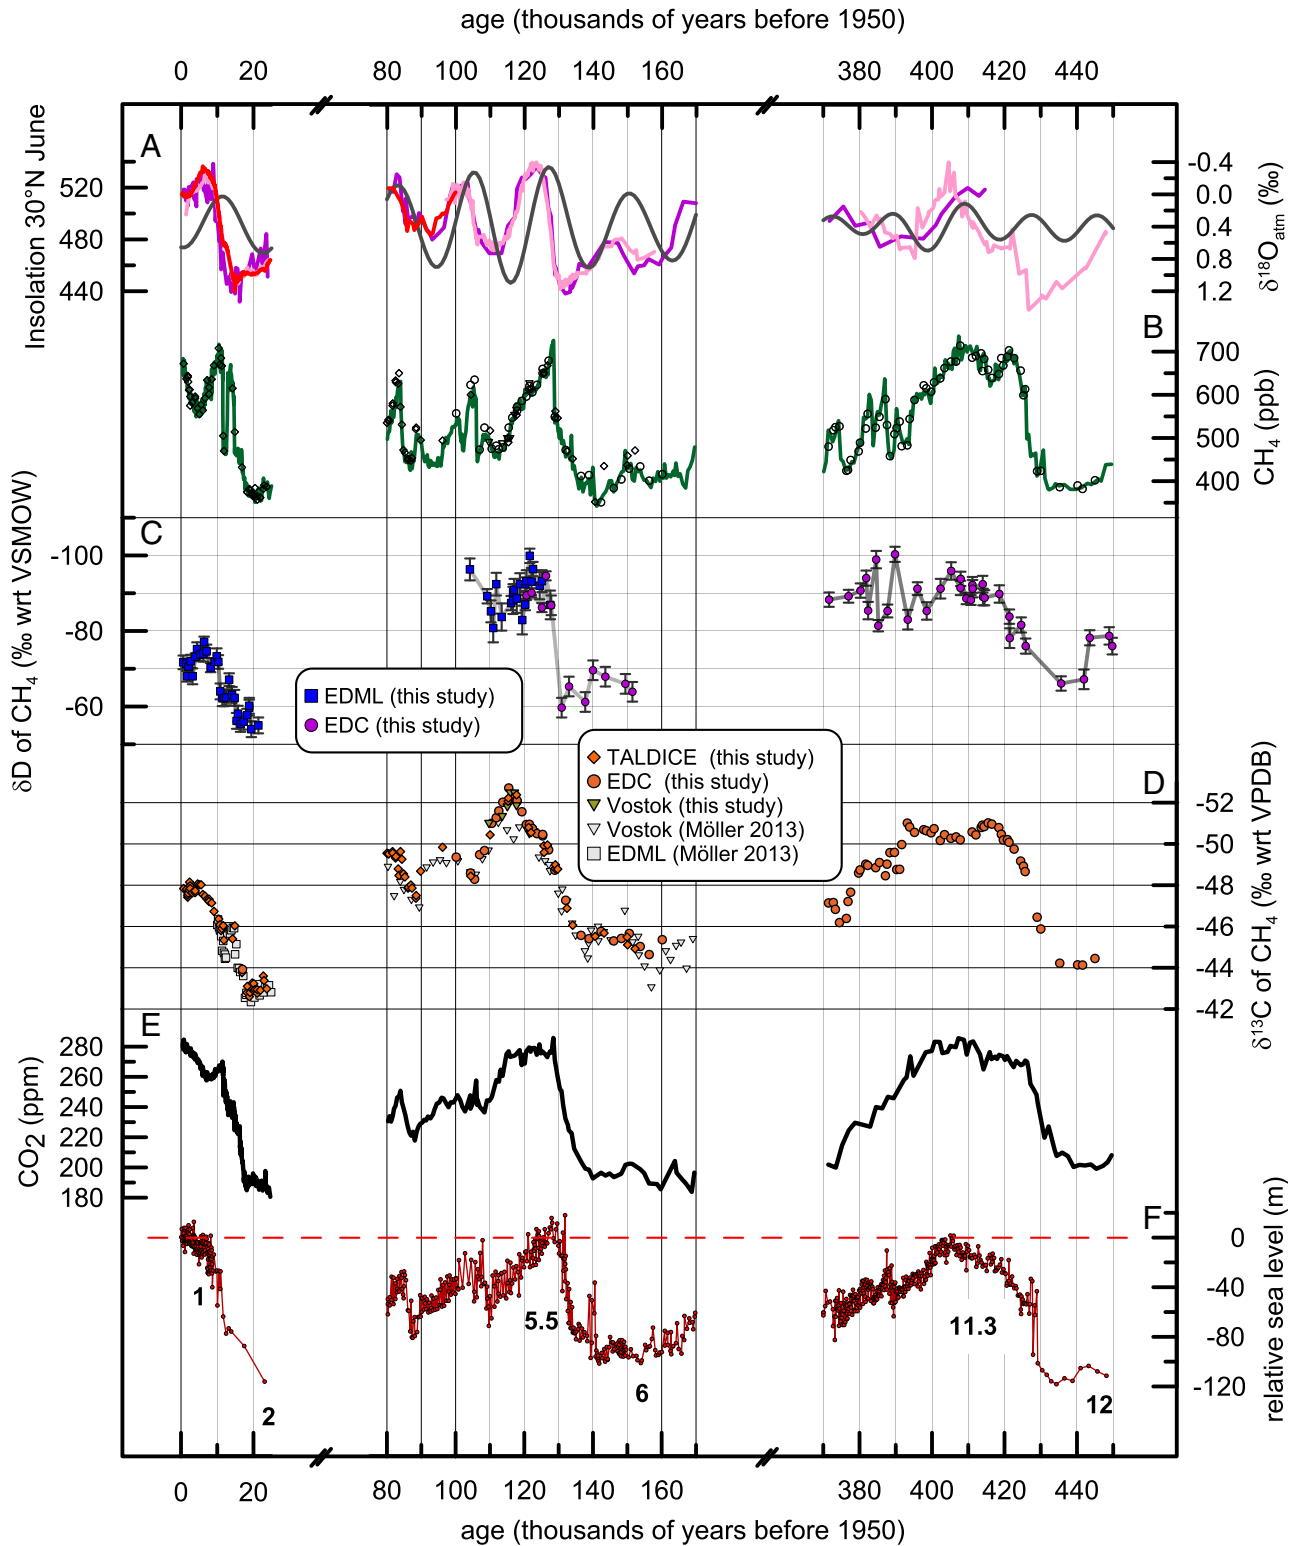 age (thousands of years before 1950)
0 20 80 100 120 140 160 380 400 420 440
A
Insolation 30°N June
520
480
440
-0.4
0.0
0.4
0.8
1.2
δ18Oatm (‰)
B
700
600
500
400
CH4 (ppb)
C
δD of CH4 (‰ wrt VSMOW)
-100
-80
-60
EDML (this study)
EDC (this study)
TALDICE (this study)
EDC (this study)
Vostok (this study)
Vostok (Möller 2013)
EDML (Möller 2013)
D
-52
-50
-48
-46
-44
-42
δ13C of CH4 (‰ wrt VPDB)
E
CO2 (ppm)
280
260
240
220
200
180
F
0
-40
-80
-120
relative sea level (m)
1
2
5.5
6
11.3
12
0 20 80 100 120 140 160 380 400 420 440
age (thousands of years before 1950)